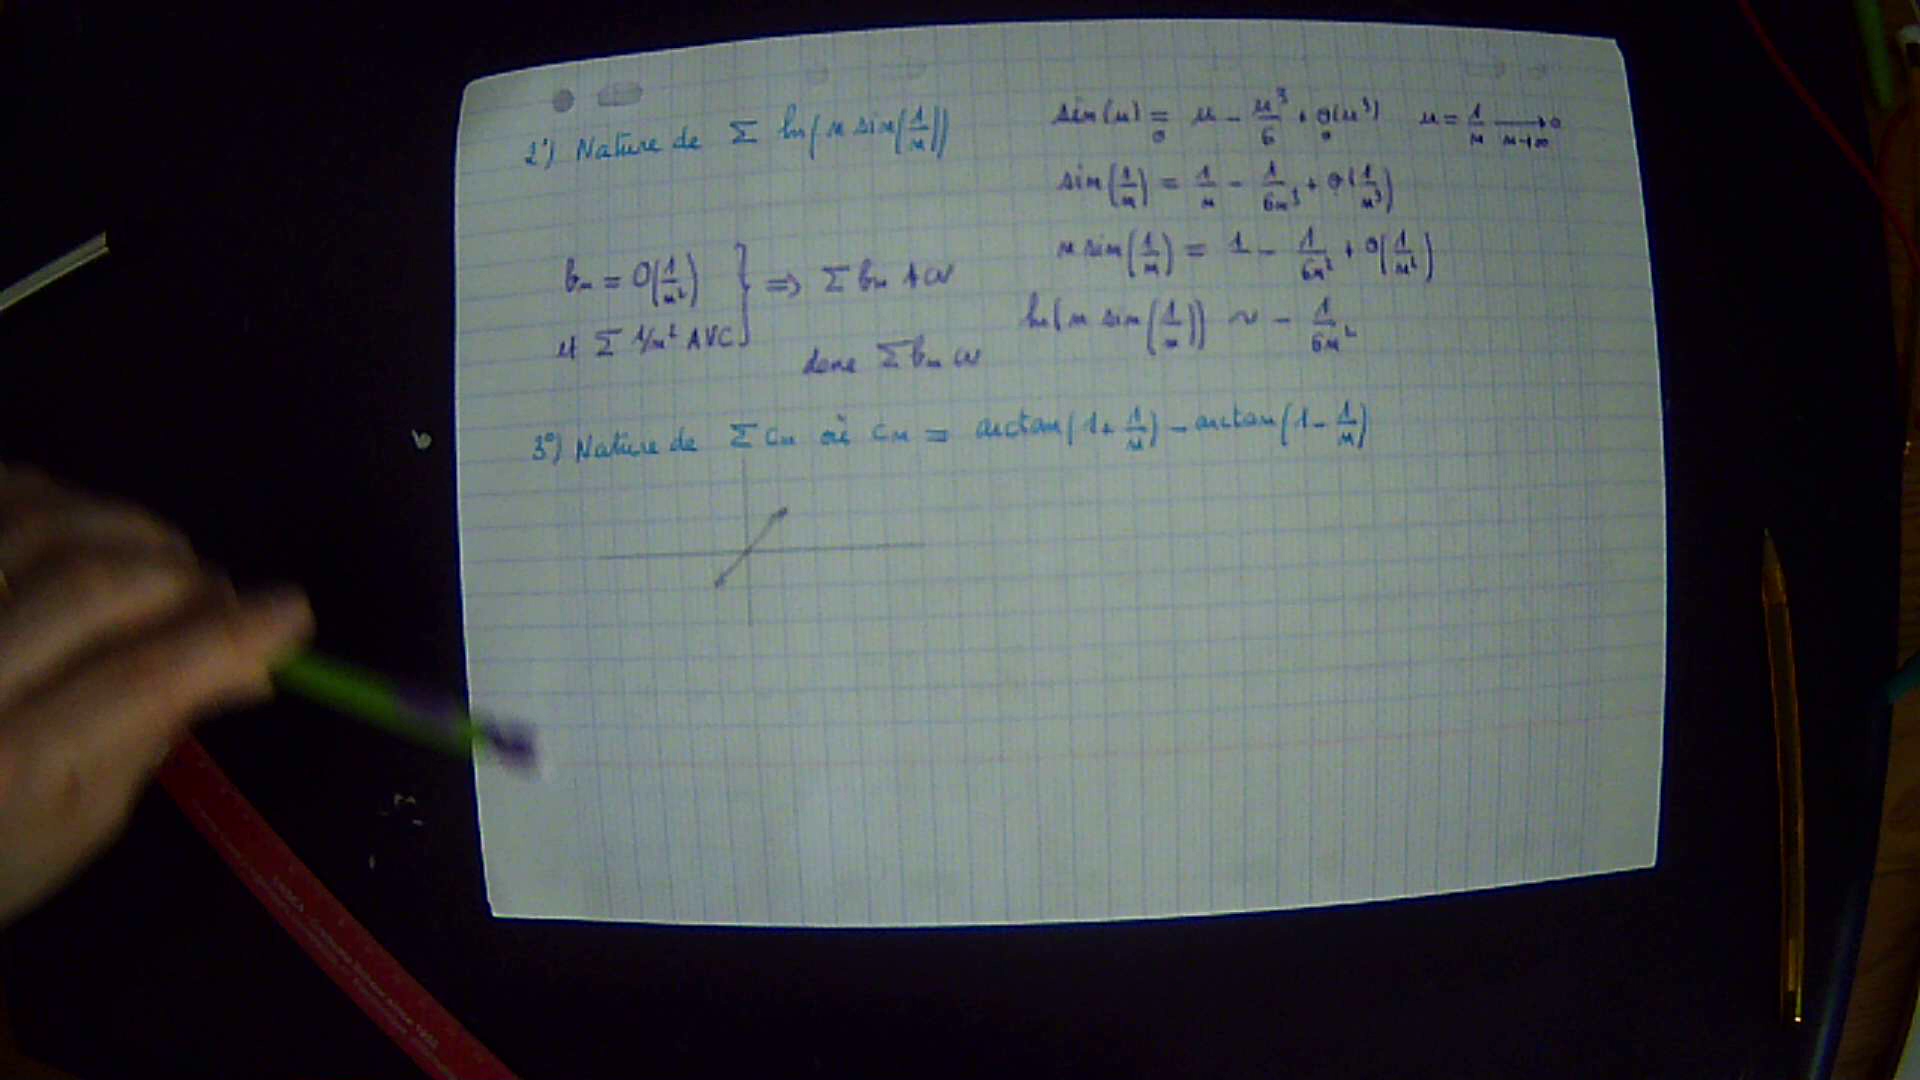 2°) Nature de Σ ln(n sin(1/n))
sin(u) =₀ u - u³/6 + o₀(u³) u = 1/n ⟶ 0 n→∞
sin(1/n) = 1/n - 1/6n³ + o(1/n³)
n sin(1/n) = 1 - 1/6n² + o(1/n²)
ln(n sin(1/n)) ~ - 1/6n²
bₙ = O(1/n²) } ⇒ Σ bₙ ACV
et Σ 1/n² AVC
donc Σ bₙ CV
3°) Nature de Σ Cₙ où Cₙ = arctan(1 + 1/n) - arctan(1 - 1/n)